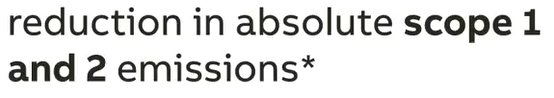 reduction in absolute scope 1
and 2 emissions*